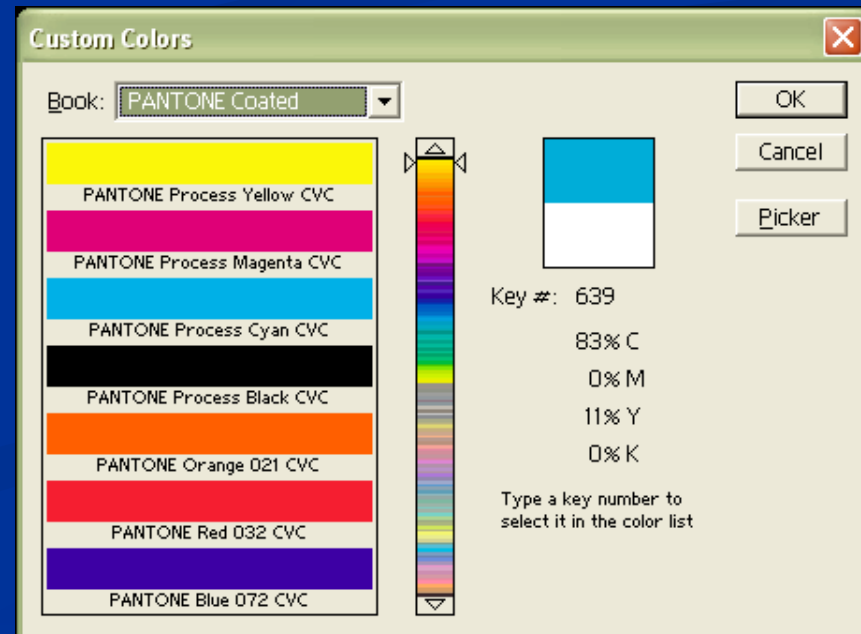 Custom Colors
Book: PANTONE Coated
OK
Cancel
Picker
PANTONE Process Yellow CVC
PANTONE Process Magenta CVC
PANTONE Process Cyan CVC
PANTONE Process Black CVC
PANTONE Orange 021 CVC
PANTONE Red 032 CVC
PANTONE Blue 072 CVC
Key #: 639
83% C
0% M
11% Y
0% K
Type a key number to
select it in the color list